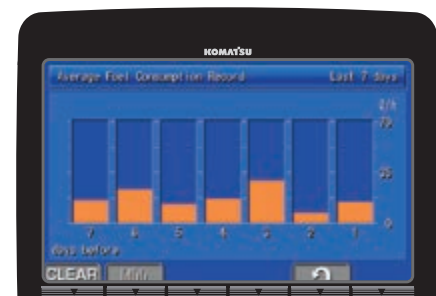 KOMATSU
Average Fuel Consumption Record Last 7 days
ℓ/h
70
35
0
7 6 5 4 3 2 1
days before
CLEAR